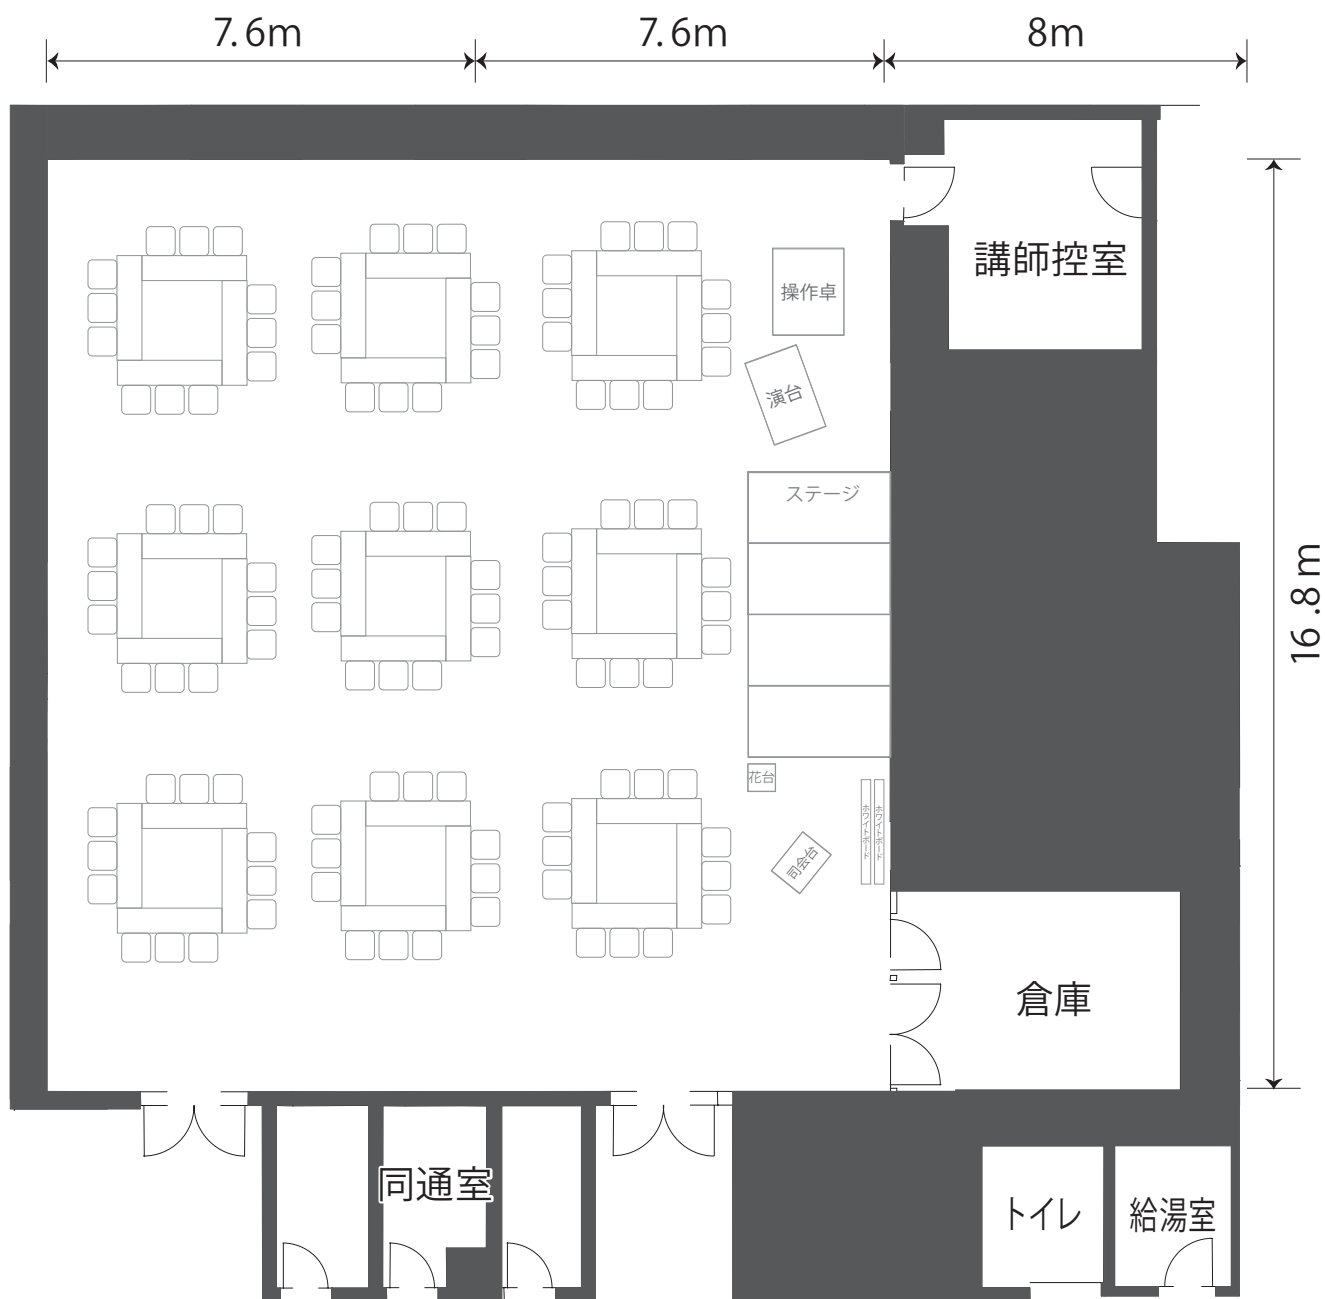 7.6m
7.6m
8m
講師控室
操作卓
演台
ステージ
16.8m
花台
ホワイトボード
ホワイトボード
司会台
倉庫
同通室
トイレ
給湯室